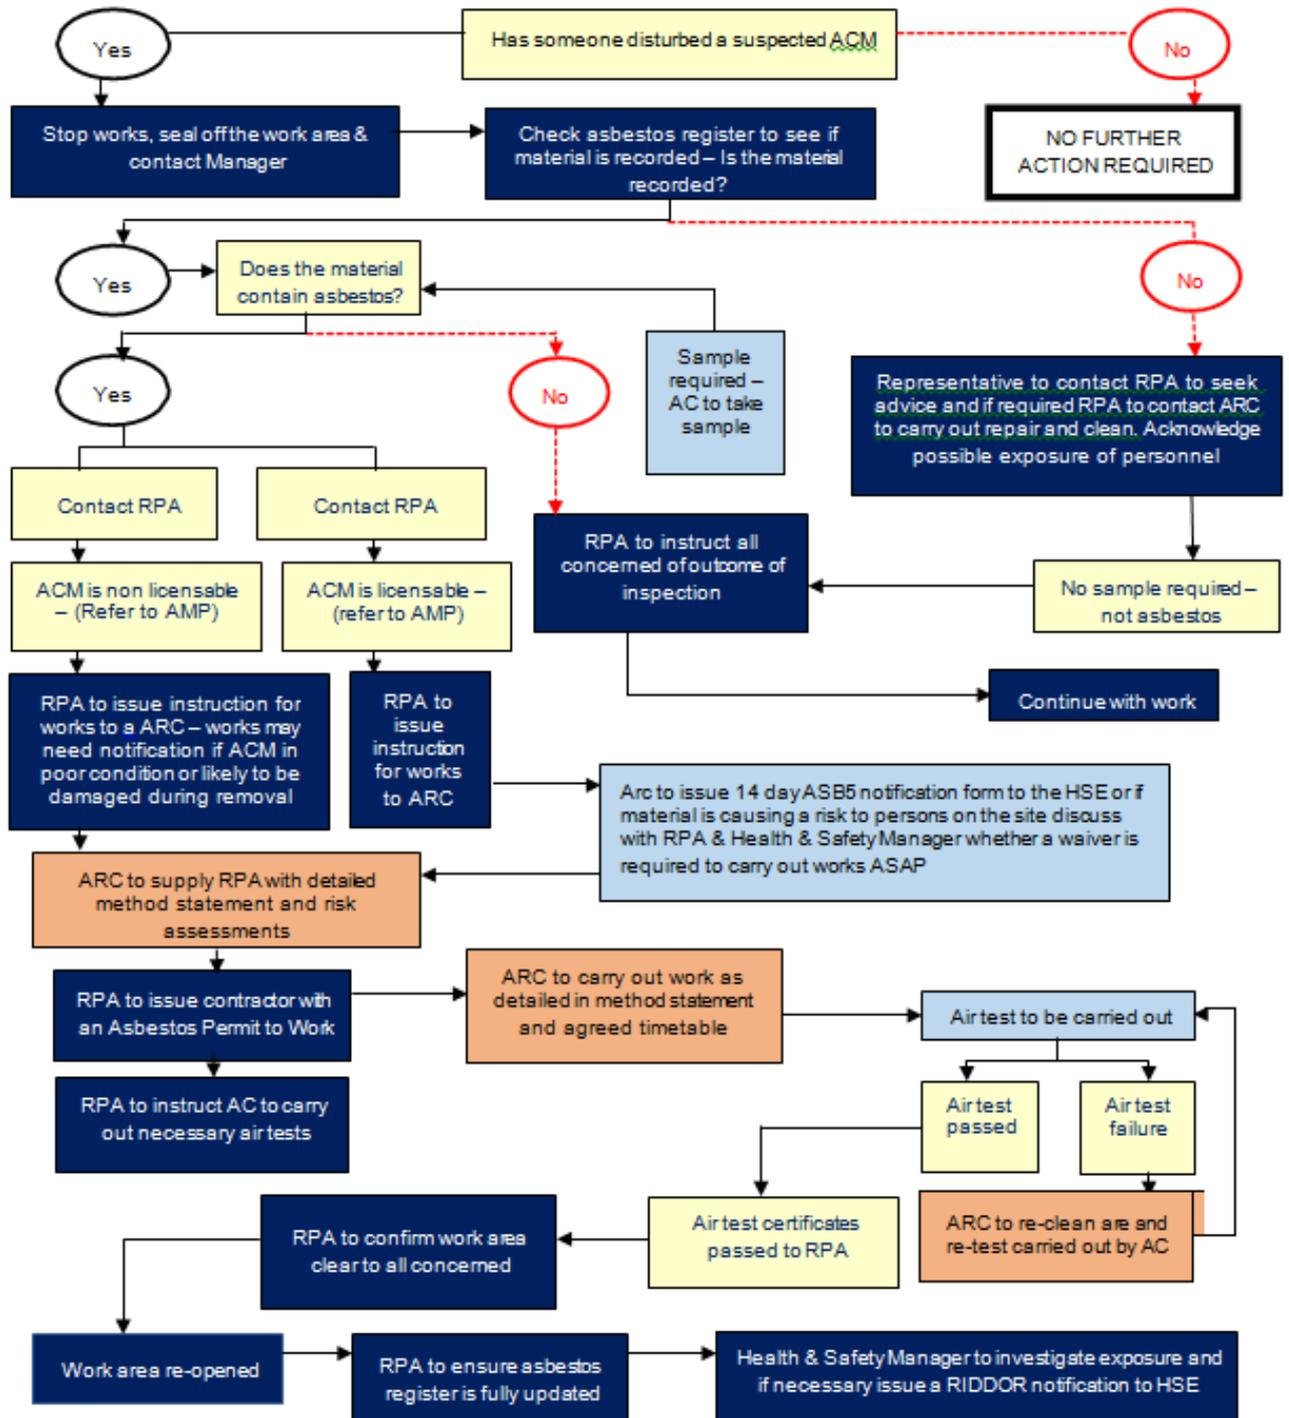 Yes
Has someone disturbed a suspected ACM
No
Stop works, seal off the work area &
contact Manager
Check asbestos register to see if
material is recorded – Is the material
recorded?
NO FURTHER
ACTION REQUIRED
Yes
Does the material
contain asbestos?
No
Yes
No
Sample
required –
AC to take
sample
Representative to contact RPA to seek
advice and if required RPA to contact ARC
to carry out repair and clean. Acknowledge
possible exposure of personnel
Contact RPA
Contact RPA
RPA to instruct all
concerned of outcome of
inspection
No sample required –
not asbestos
ACM is non licensable
– (Refer to AMP)
ACM is licensable –
(refer to AMP)
Continue with work
RPA to issue instruction for
works to a ARC – works may
need notification if ACM in
poor condition or likely to be
damaged during removal
RPA to
issue
instruction
for works
to ARC
Arc to issue 14 day ASB5 notification form to the HSE or if
material is causing a risk to persons on the site discuss
with RPA & Health & Safety Manager whether a waiver is
required to carry out works ASAP
ARC to supply RPA with detailed
method statement and risk
assessments
RPA to issue contractor with
an Asbestos Permit to Work
ARC to carry out work as
detailed in method statement
and agreed timetable
Air test to be carried out
RPA to instruct AC to carry
out necessary air tests
Air test
passed
Air test
failure
RPA to confirm work area
clear to all concerned
Air test certificates
passed to RPA
ARC to re-clean are and
re-test carried out by AC
Work area re-opened
RPA to ensure asbestos
register is fully updated
Health & Safety Manager to investigate exposure and
if necessary issue a RIDDOR notification to HSE